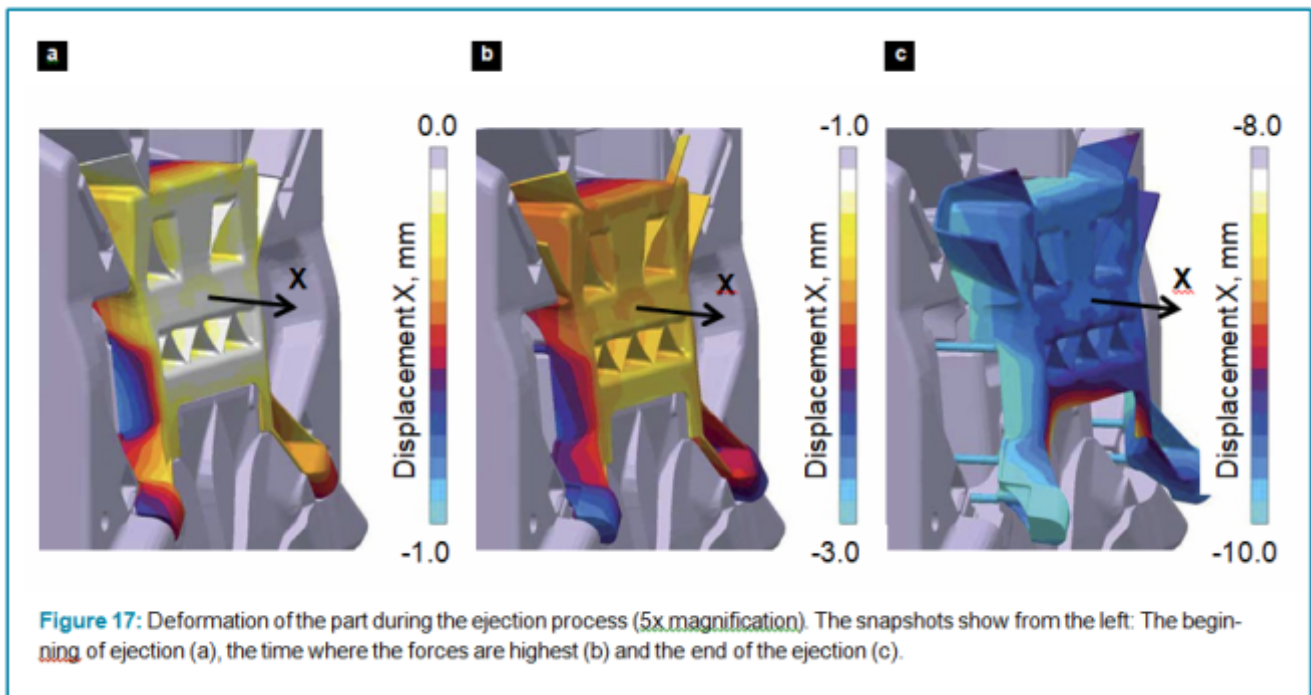 a
b
c
0.0
-1.0
-8.0
Displacement X, mm
Displacement X, mm
Displacement X, mm
X
X
X
-1.0
-3.0
-10.0
Figure 17: Deformation of the part during the ejection process (5x magnification). The snapshots show from the left: The begin-
ning of ejection (a), the time where the forces are highest (b) and the end of the ejection (c).